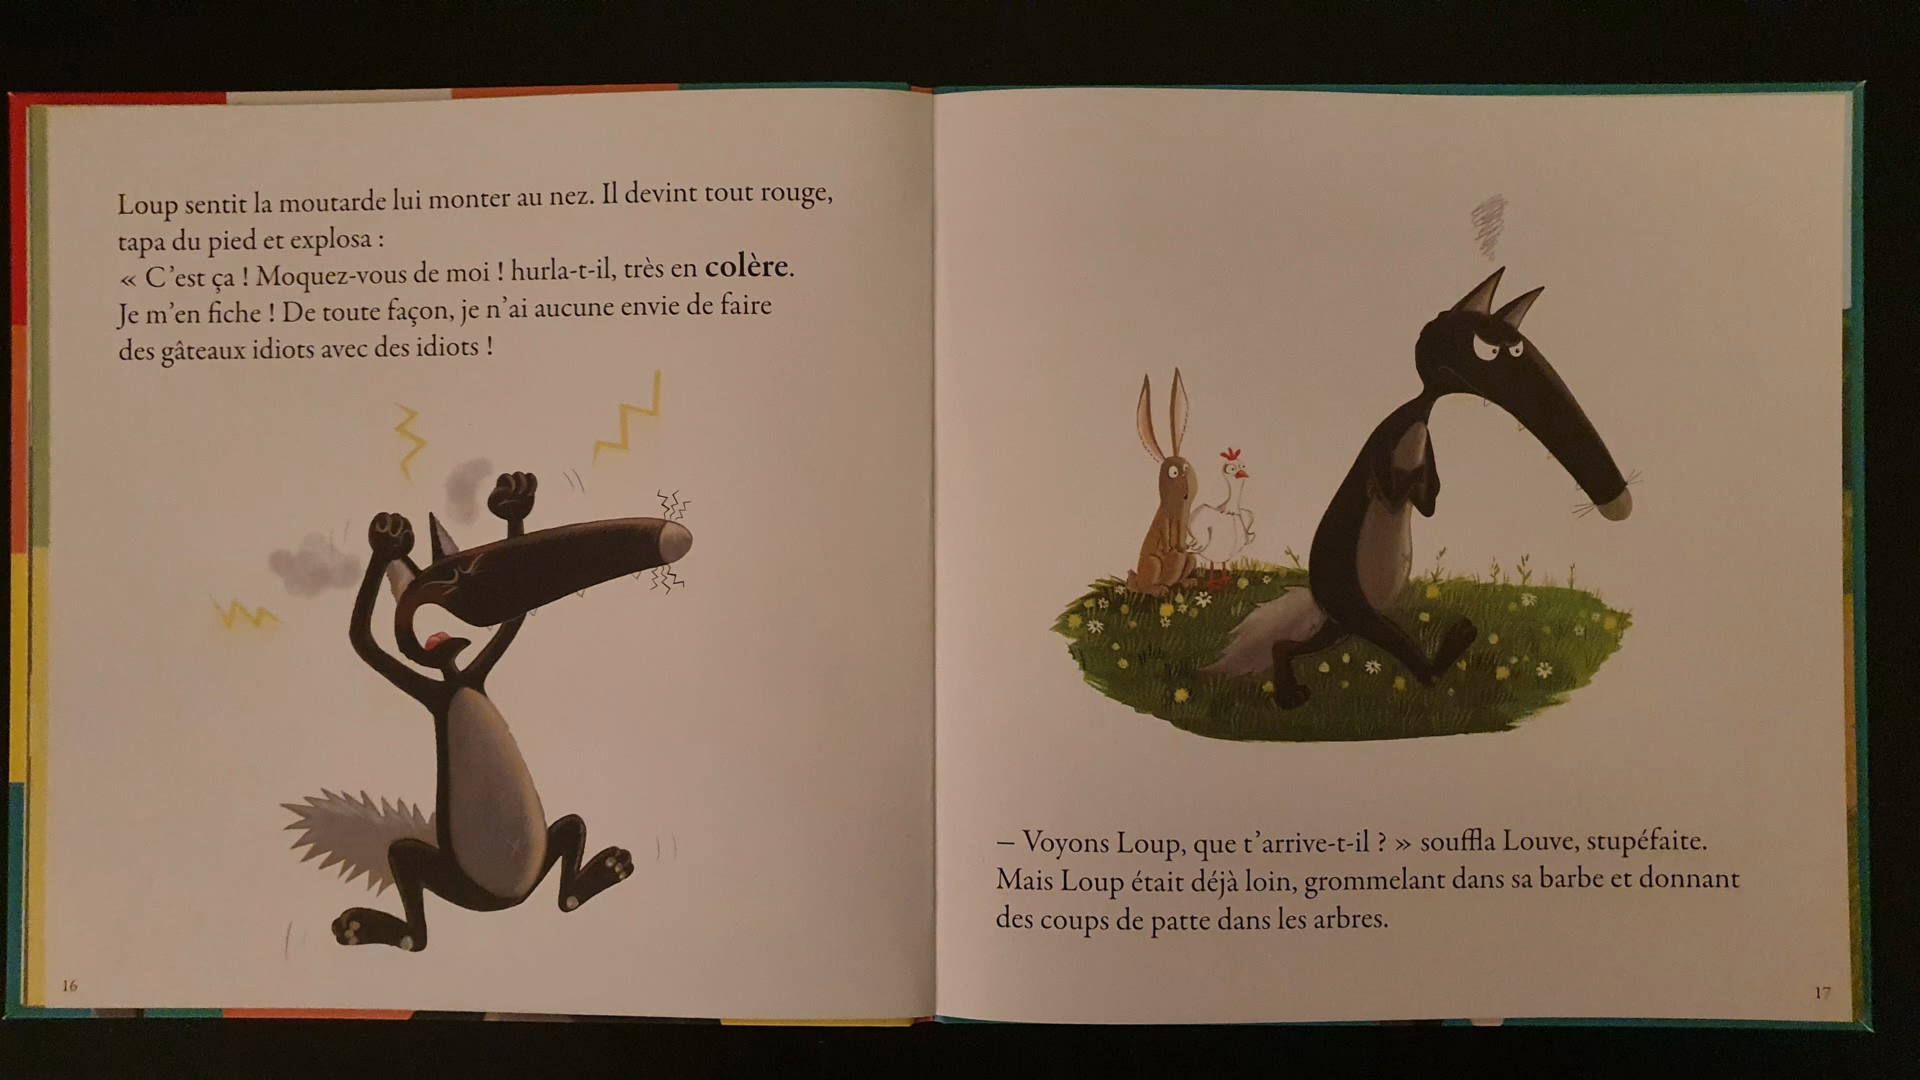 Loup sentit la moutarde lui monter au nez. Il devint tout rouge,
tapa du pied et explosa :
« C'est ça ! Moquez-vous de moi ! hurla-t-il, très en colère.
Je m'en fiche ! De toute façon, je n'ai aucune envie de faire
des gâteaux idiots avec des idiots !
16
– Voyons Loup, que t'arrive-t-il ? » souffla Louve, stupéfaite.
Mais Loup était déjà loin, grommelant dans sa barbe et donnant
des coups de patte dans les arbres.
17